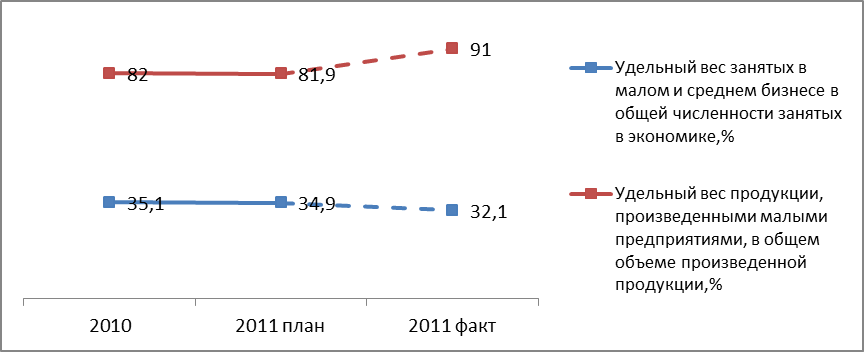 82
81,9
91
35,1
34,9
32,1
2010
2011 план
2011 факт
Удельный вес занятых в
малом и среднем бизнесе в
общей численности занятых
в экономике,%
Удельный вес продукции,
произведенными малыми
предприятиями, в общем
объеме произведенной
продукции,%